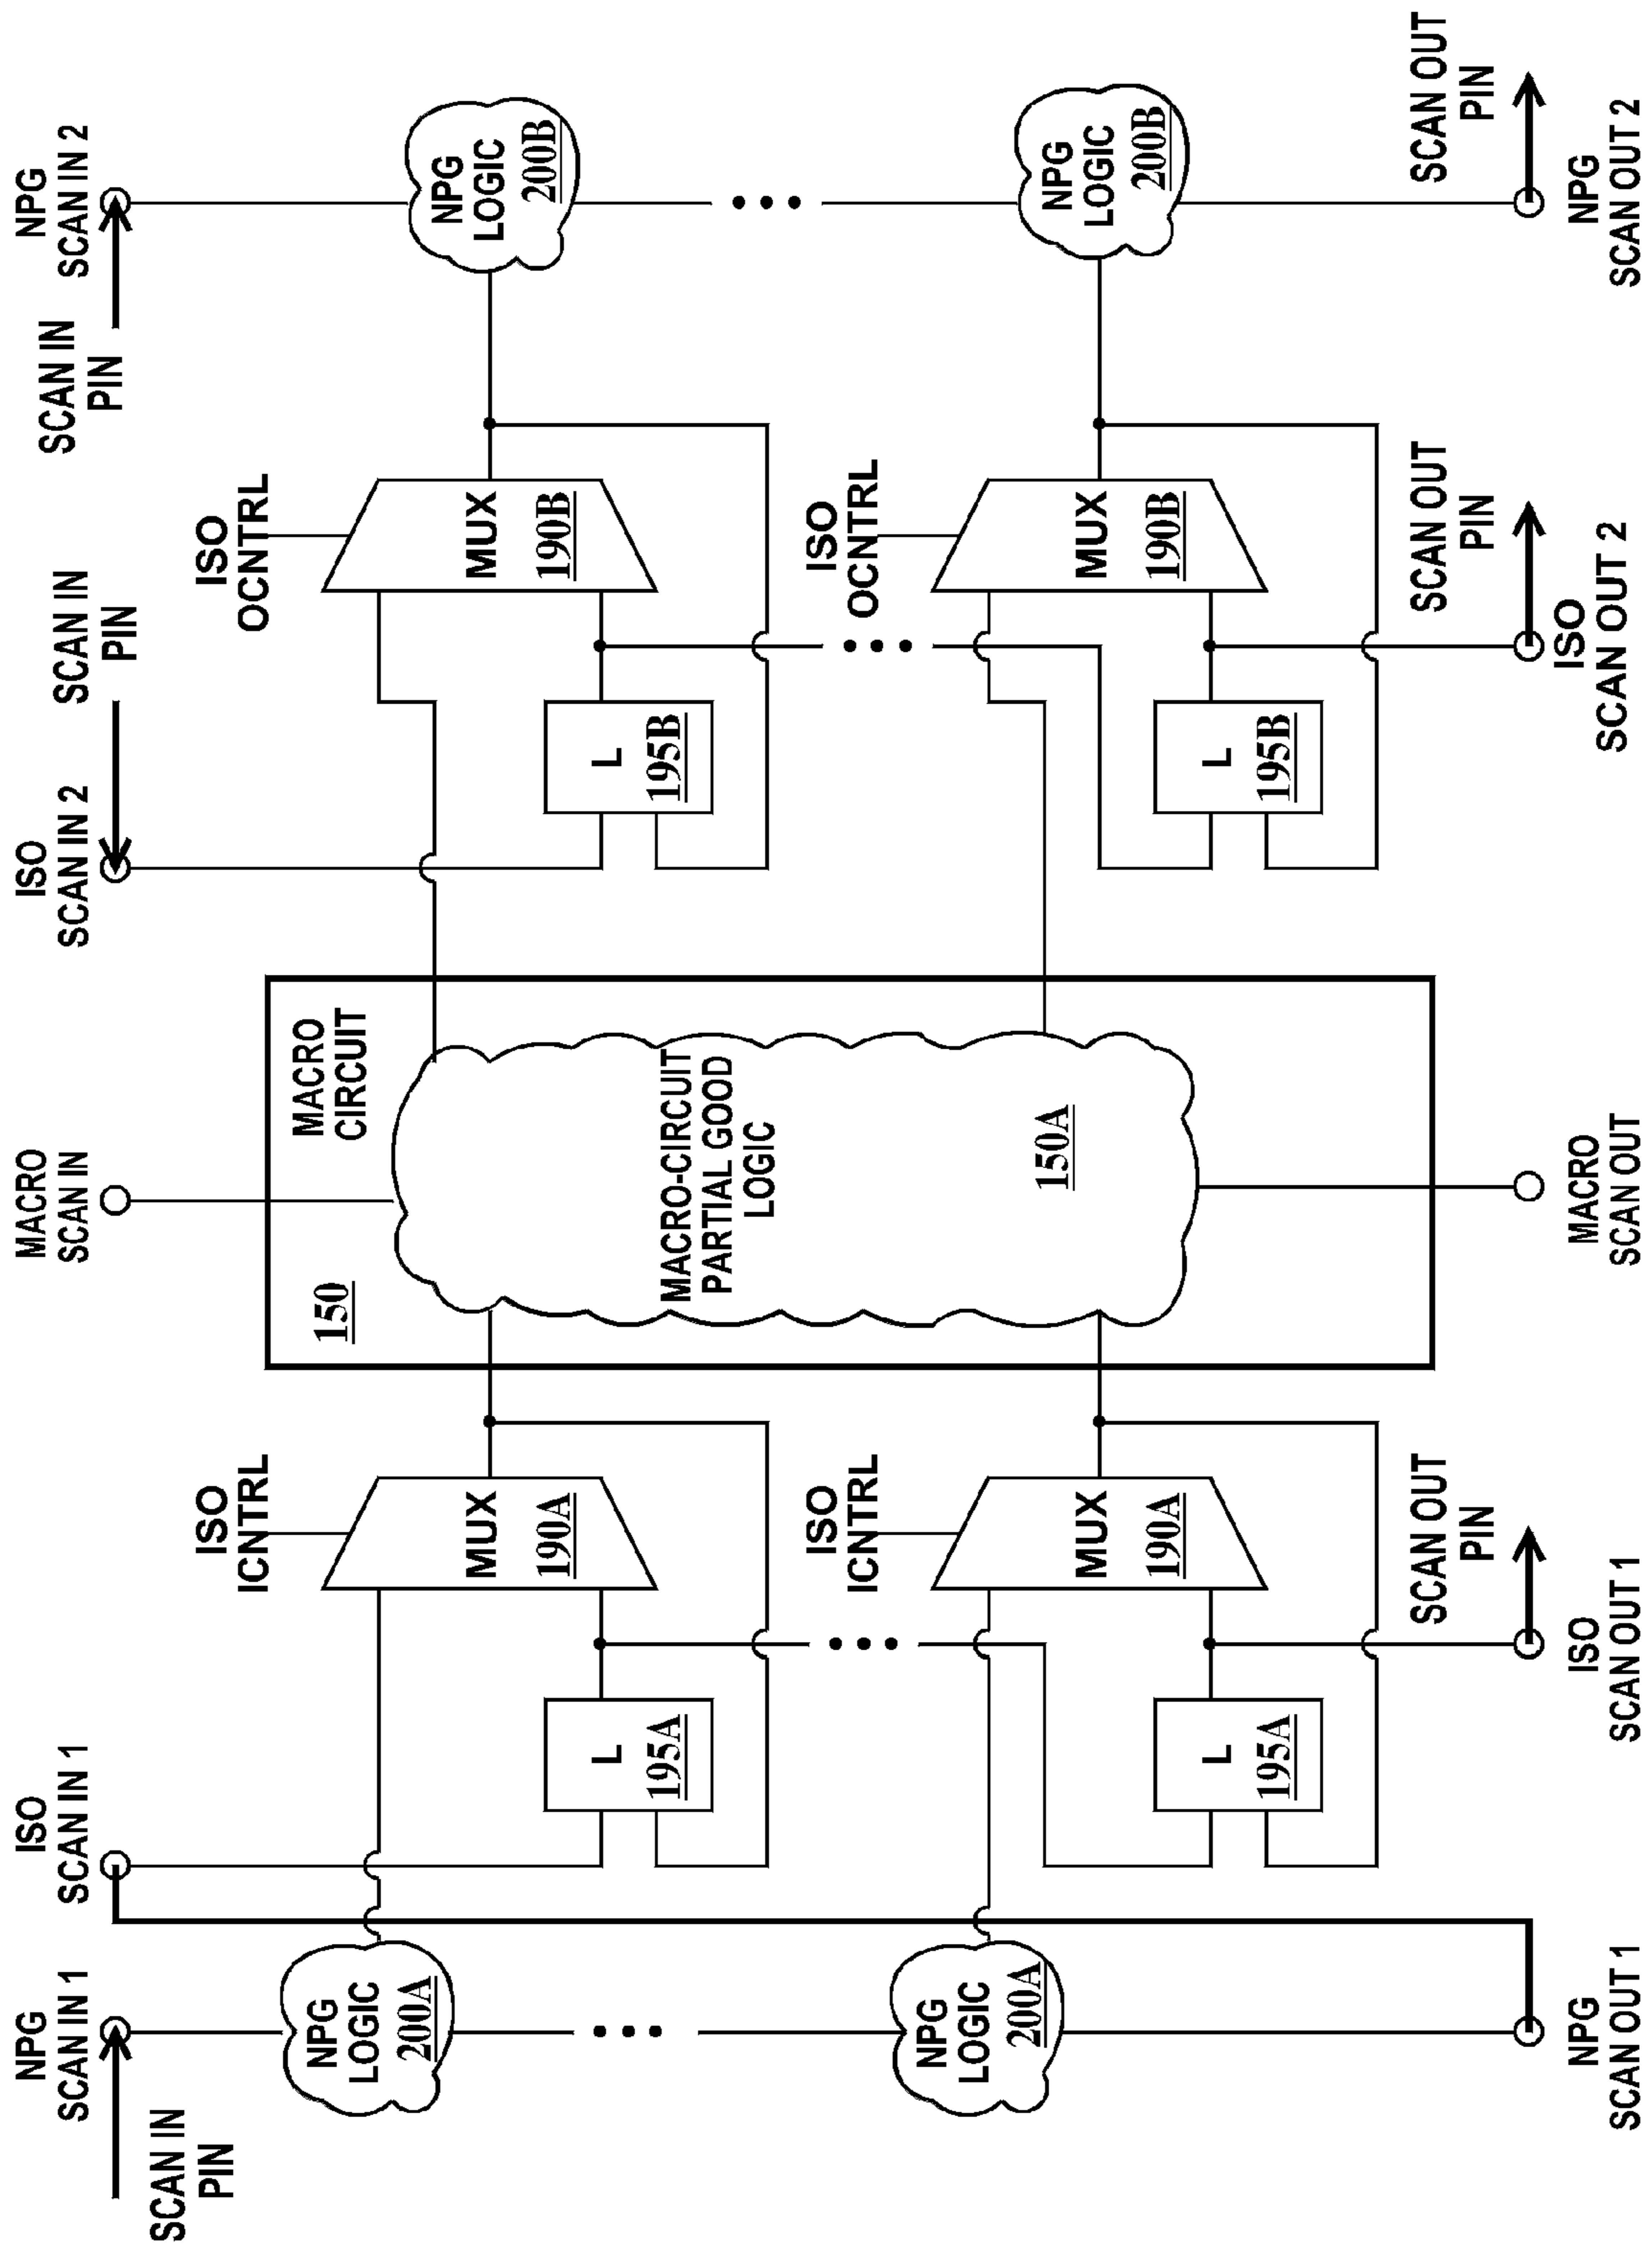 NPG
SCAN IN 1
SCAN IN
PIN
ISO
SCAN IN 1
MACRO
SCAN IN
ISO
SCAN IN 2
SCAN IN
PIN
NPG
SCAN IN 2
SCAN IN
PIN
NPG
LOGIC
200A
ISO
ICNTRL
MUX
190A
L
195A
150
MACRO
CIRCUIT
MACRO-CIRCUIT
PARTIAL GOOD
LOGIC
150A
ISO
OCNTRL
MUX
190B
L
195B
NPG
LOGIC
200B
NPG
LOGIC
200A
ISO
ICNTRL
MUX
190A
L
195A
ISO
OCNTRL
MUX
190B
L
195B
NPG
LOGIC
200B
NPG
SCAN OUT 1
SCAN OUT
PIN
ISO
SCAN OUT 1
MACRO
SCAN OUT
SCAN OUT
PIN
ISO
SCAN OUT 2
SCAN OUT
PIN
NPG
SCAN OUT 2